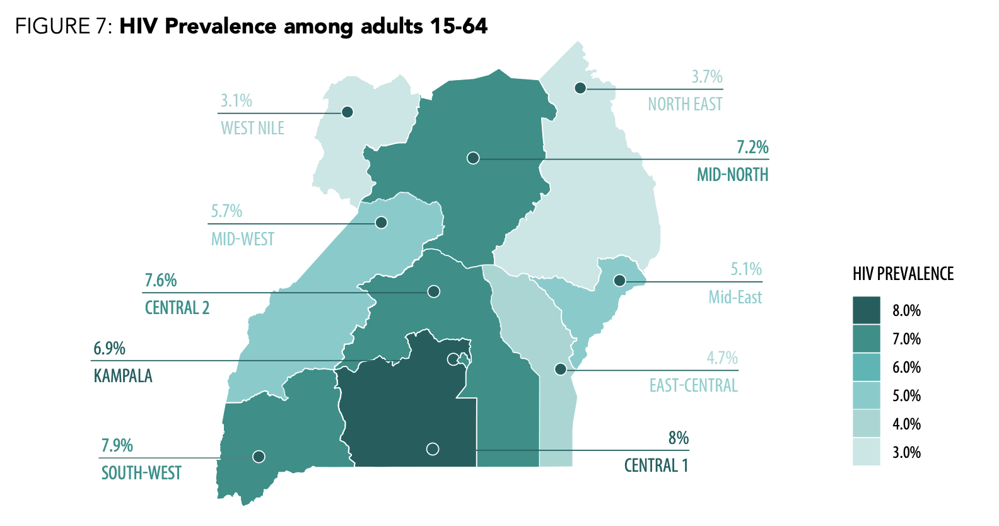 FIGURE 7: HIV Prevalence among adults 15-64
3.7%
NORTH EAST
3.1%
WEST NILE
7.2%
MID-NORTH
5.7%
MID-WEST
5.1%
Mid-East
7.6%
CENTRAL 2
6.9%
KAMPALA
4.7%
EAST-CENTRAL
7.9%
SOUTH-WEST
8%
CENTRAL 1
HIV PREVALENCE
8.0%
7.0%
6.0%
5.0%
4.0%
3.0%